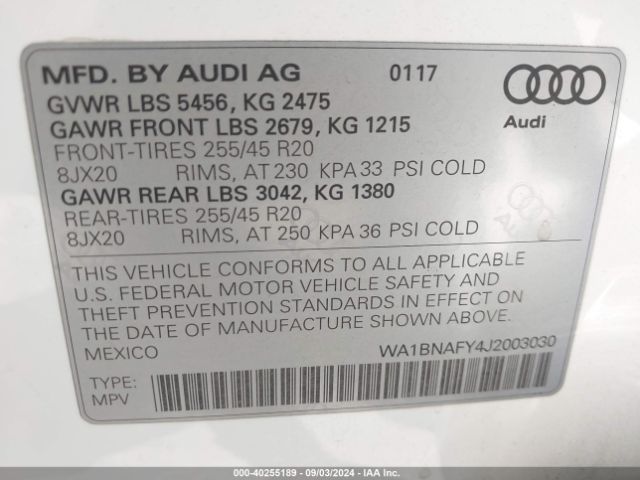 MFD. BY AUDI AG 0117
GVWR LBS 5456, KG 2475
GAWR FRONT LBS 2679, KG 1215
Audi
FRONT-TIRES 255/45 R20
8JX20 RIMS, AT 230 KPA 33 PSI COLD
GAWR REAR LBS 3042, KG 1380
REAR-TIRES 255/45 R20
8JX20 RIMS, AT 250 KPA 36 PSI COLD
THIS VEHICLE CONFORMS TO ALL APPLICABLE
U.S. FEDERAL MOTOR VEHICLE SAFETY AND
THEFT PREVENTION STANDARDS IN EFFECT ON
THE DATE OF MANUFACTURE SHOWN ABOVE.
MEXICO WA1BNAFY4J2003030
TYPE:
MPV
000-40255189 - 09/03/2024 - IAA Inc.